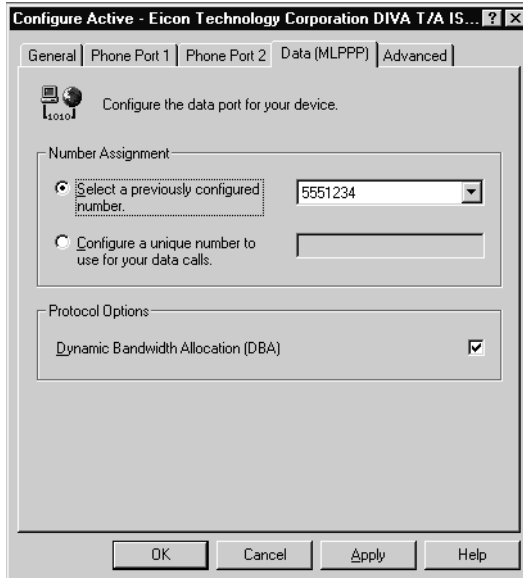 Configure Active - Eicon Technology Corporation DIVA T/A IS...
General Phone Port 1 Phone Port 2 Data (MLPPP) Advanced
1010
Configure the data port for your device.
Number Assignment
Select a previously configured
number.
5551234
Configure a unique number to
use for your data calls.
Protocol Options
Dynamic Bandwidth Allocation (DBA)
OK Cancel Apply Help